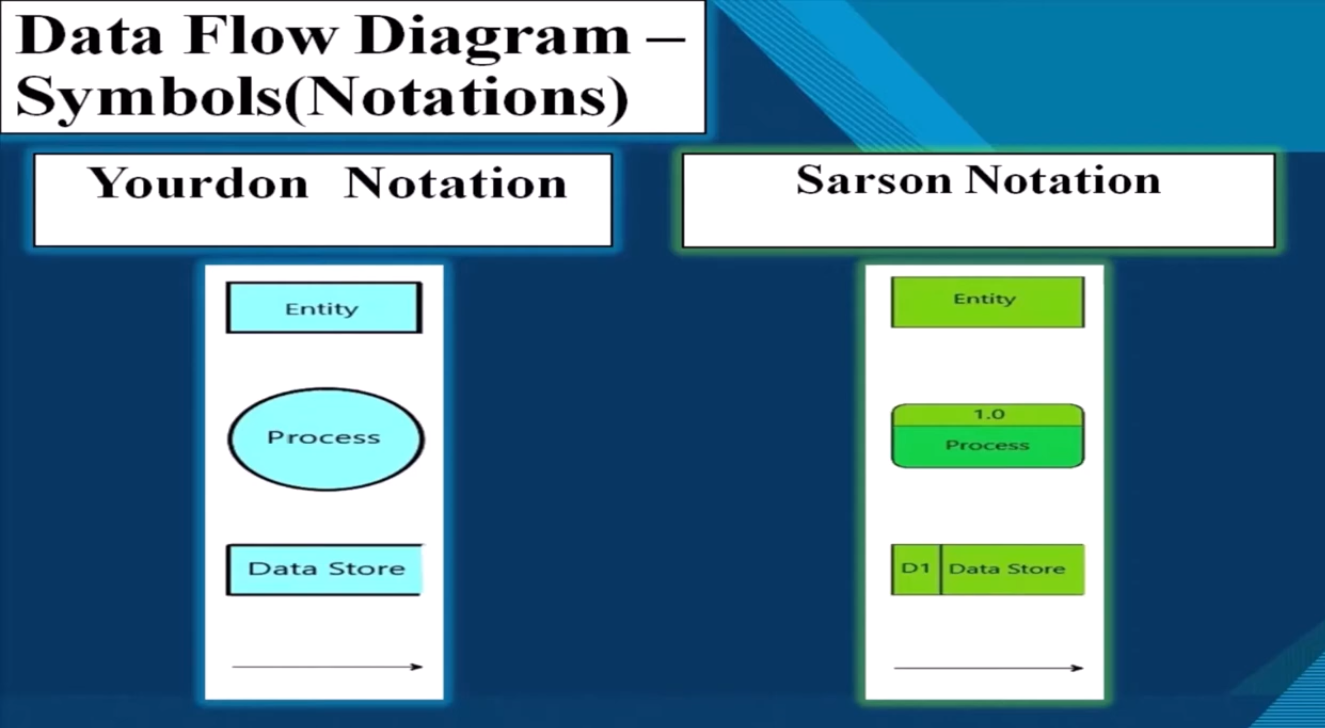 Data Flow Diagram –
Symbols(Notations)
Yourdon Notation
Sarson Notation
Entity
Process
Data Store
Entity
1.0
Process
D1 Data Store